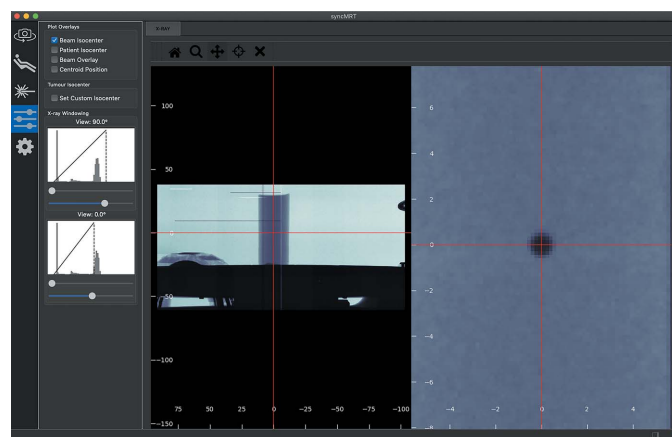 syncMRT
Plot Overlays
Beam Isocenter
Patient Isocenter
Beam Overlay
Centroid Position
Tumour Isocenter
Set Custom Isocenter
X-ray Windowing
View: 90.0°
View: 0.0°
X-RAY
100
50
0
−50
−−100
−−150
75 50 25 0 −25 −50 −75 −100
6
4
2
0
−2
−4
−6
−8
−4 −2 0 2 4